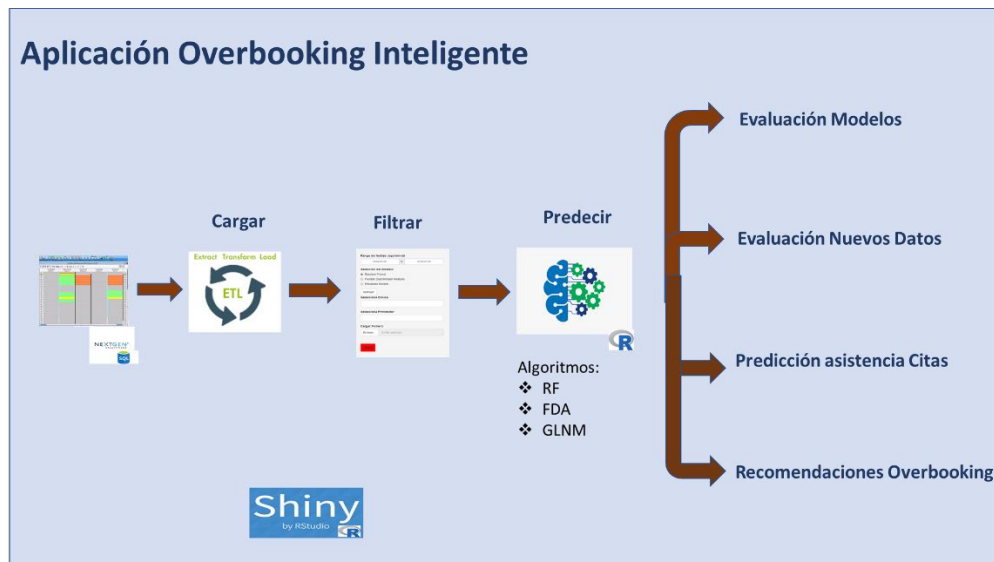 Aplicación Overbooking Inteligente
Evaluación Modelos
Cargar
Filtrar
Predecir
Evaluación Nuevos Datos
Extract Transform Load
ETL
NEXTGEN
SQL
R
Algoritmos:
❖ RF
❖ FDA
❖ GLNM
Predicción asistencia Citas
Recomendaciones Overbooking
Shiny
by RStudio
R